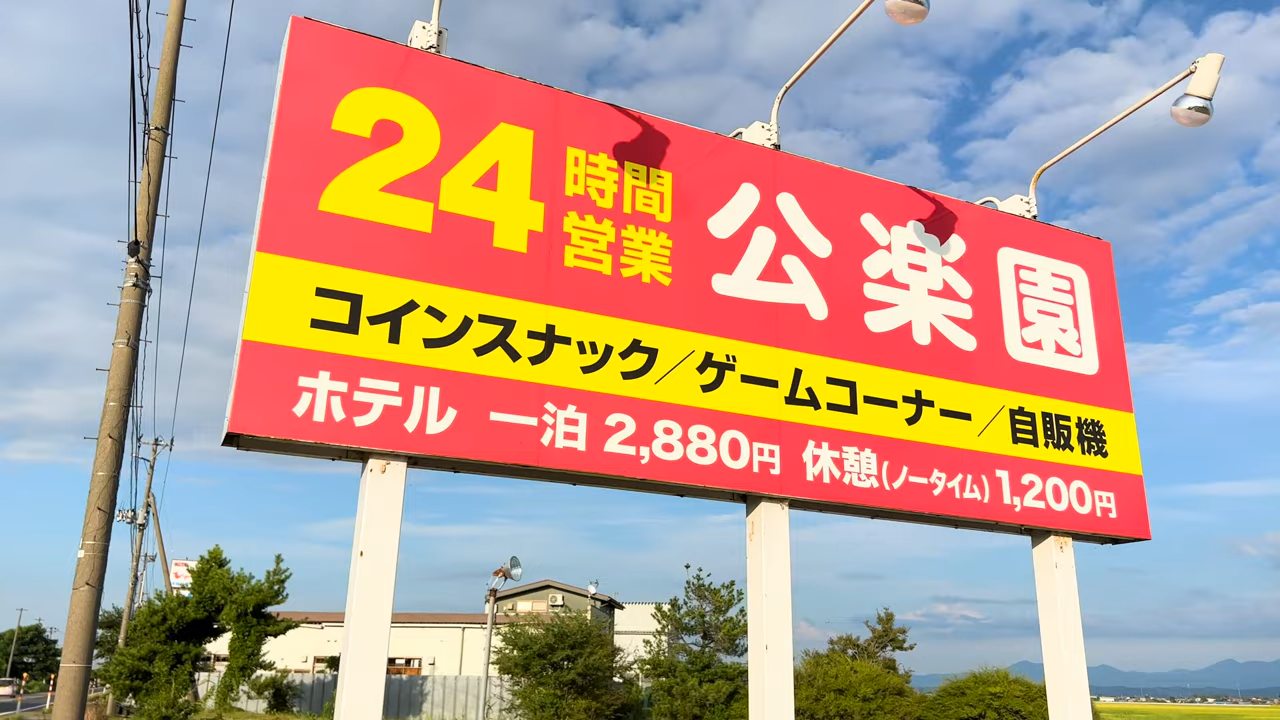 24時間営業 公楽園
コインスナック／ゲームコーナー／自販機
ホテル 一泊 2,880円 休憩(ノータイム) 1,200円